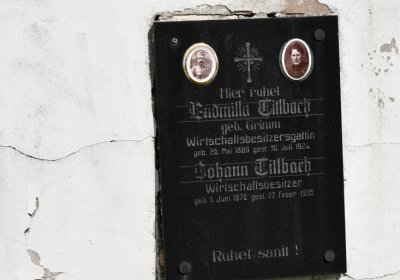 Hier ruhet
Ludmilla Tillbach
geb. Grimm
Wirtschaftsbesitzersgattin
geb. 26. Mai 1880 gest. 30. Juli 1924
Johann Tillbach
Wirtschaftsbesitzer
geb. 1. Juni 1876 gest. 22. Feber 1935
Ruhet sanft !